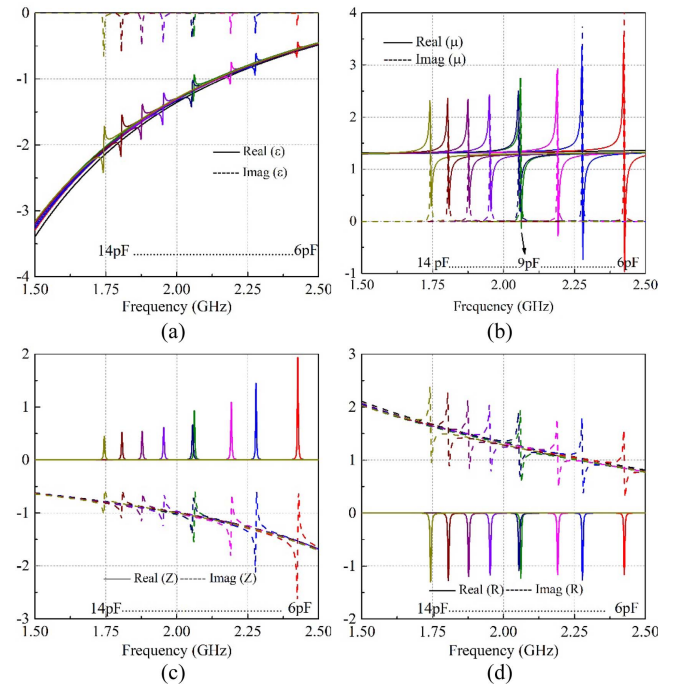 0
-1
-2
-3
-4
Real (ε)
Imag (ε)
14pF
6pF
1.50 1.75 2.00 2.25 2.50
Frequency (GHz)
(a)
4
3
2
1
0
-1
Real (μ)
Imag (μ)
14 pF 9pF 6pF
1.50 1.75 2.00 2.25 2.50
Frequency (GHz)
(b)
2
1
0
-1
-2
-3
Real (Z) Imag (Z)
14pF 6pF
1.50 1.75 2.00 2.25 2.50
Frequency (GHz)
(c)
3
2
1
0
-1
-2
Real (R) Imag (R)
14pF 6pF
1.50 1.75 2.00 2.25 2.50
Frequency (GHz)
(d)